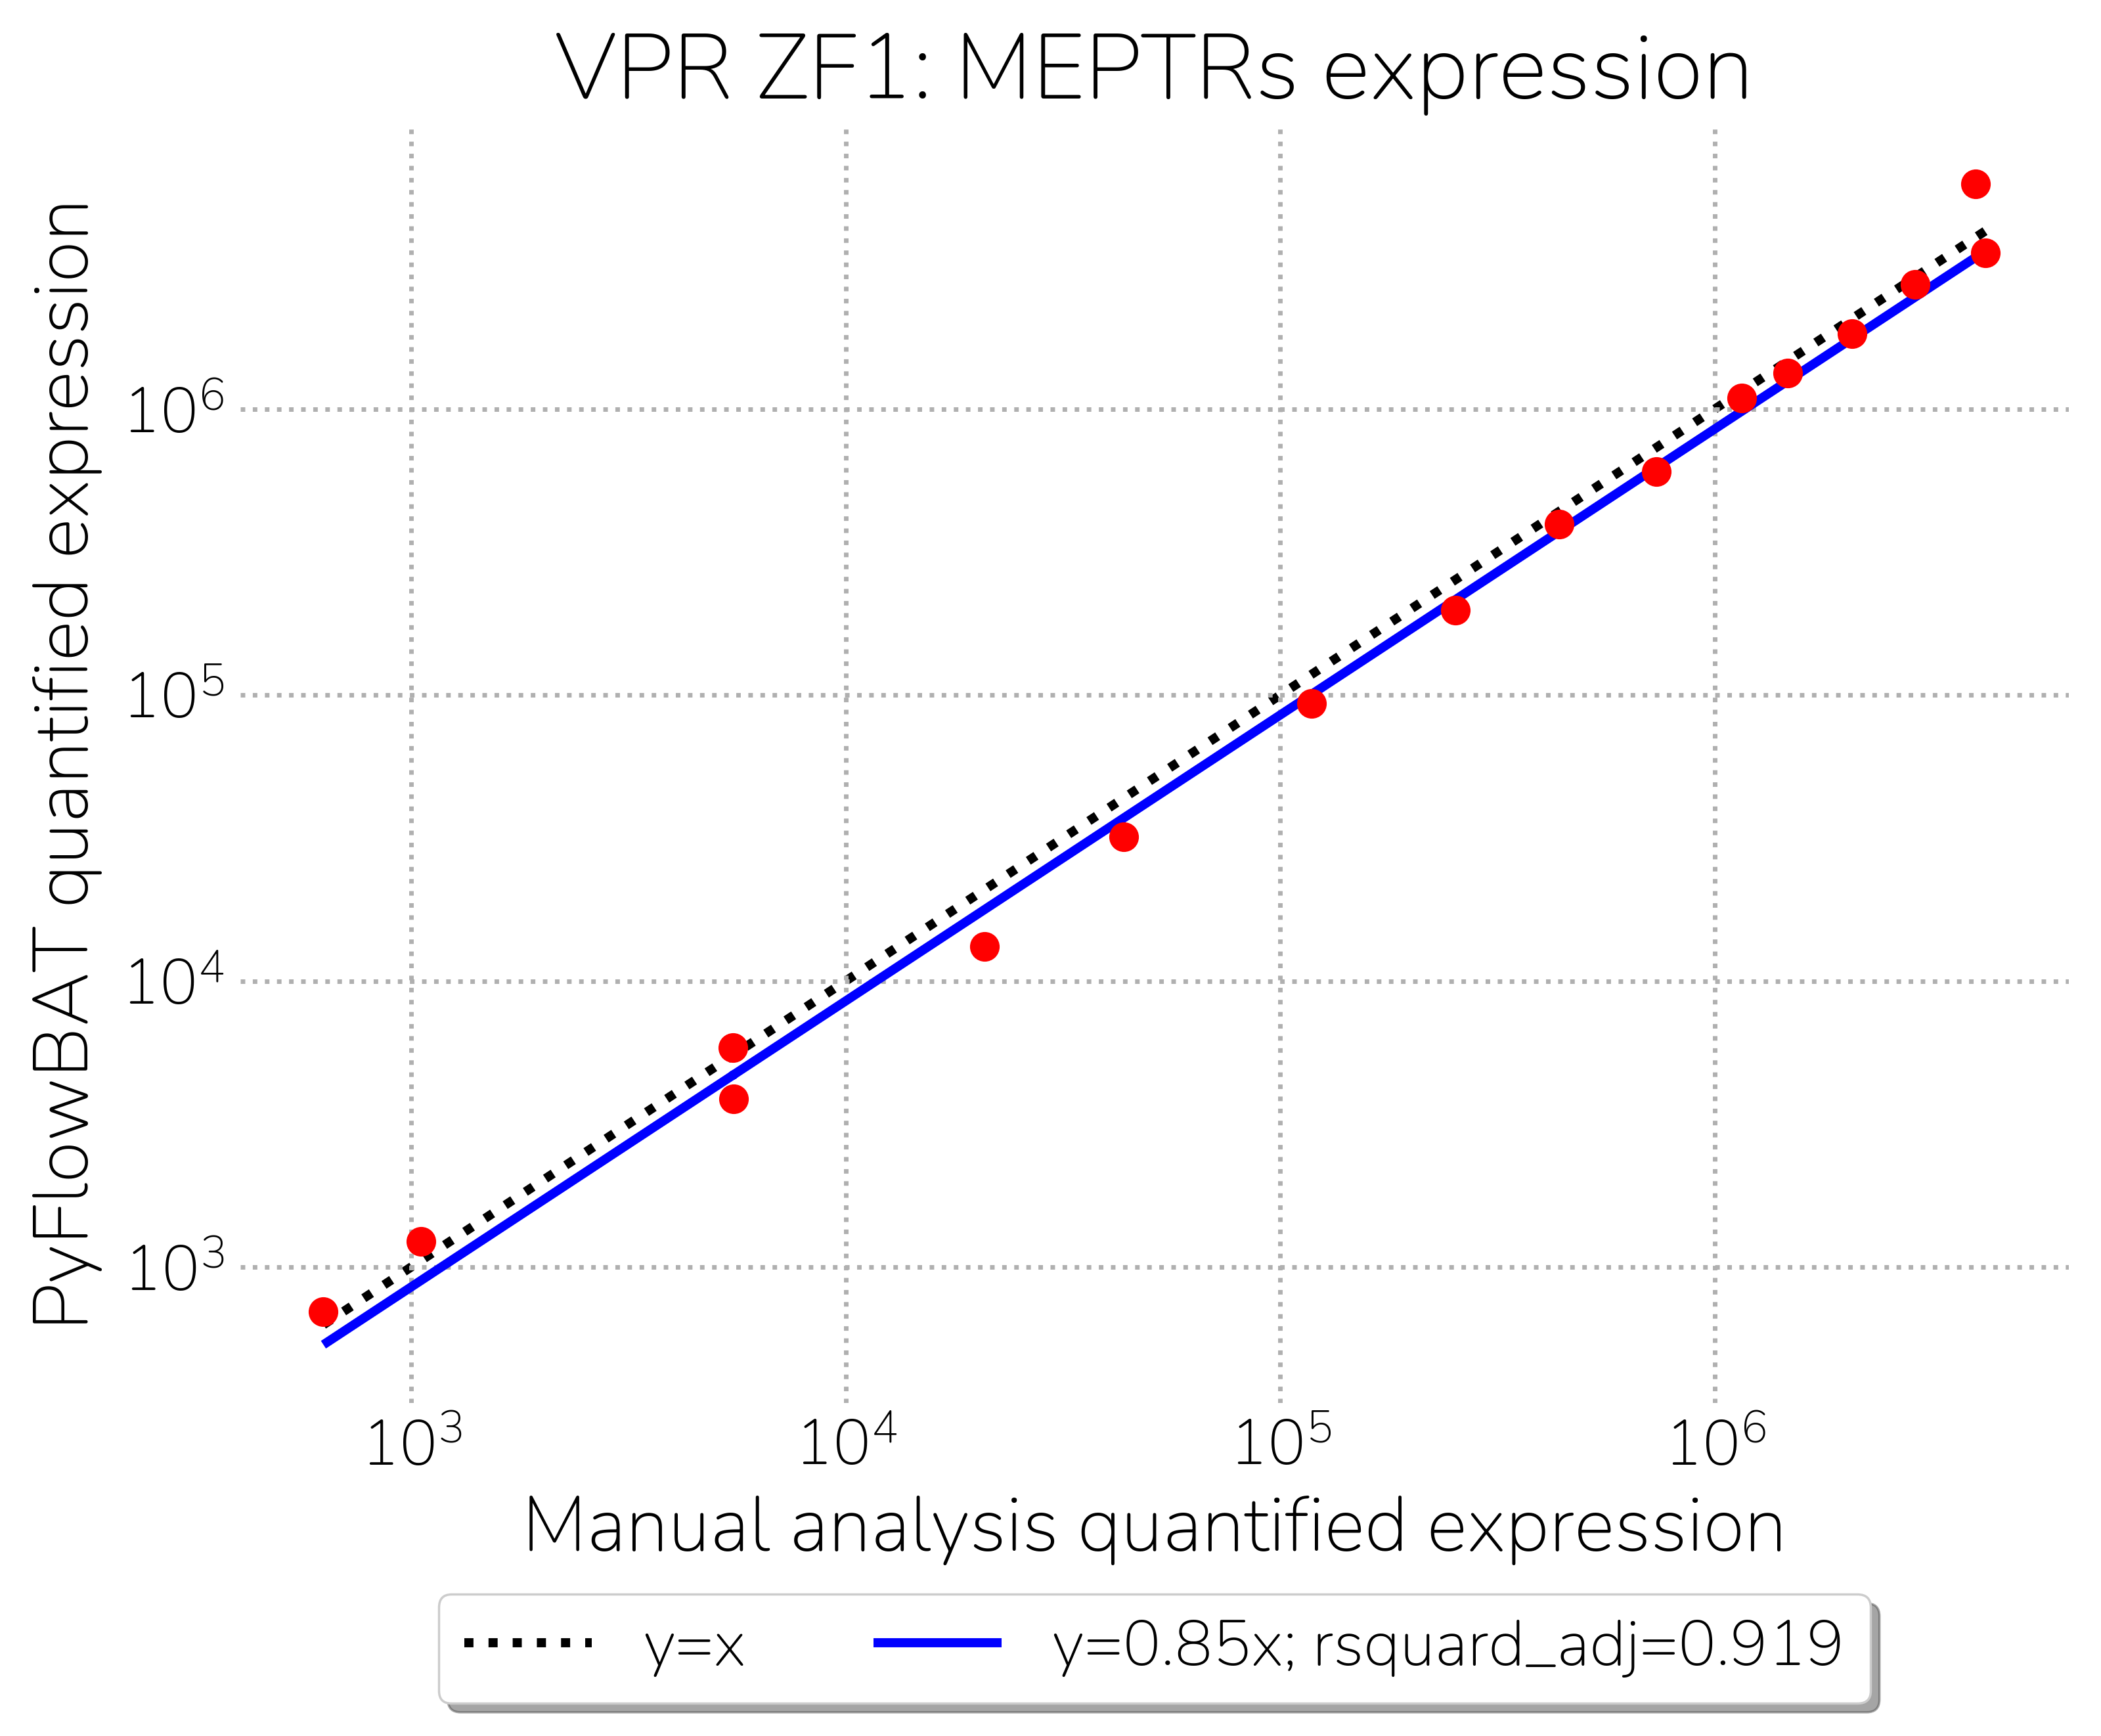 VPR ZF1: MEPTRs expression
PyFlowBAT quantified expression
10⁶
10⁵
10⁴
10³
10³ 10⁴ 10⁵ 10⁶
Manual analysis quantified expression
y=x y=0.85x; rsquard_adj=0.919